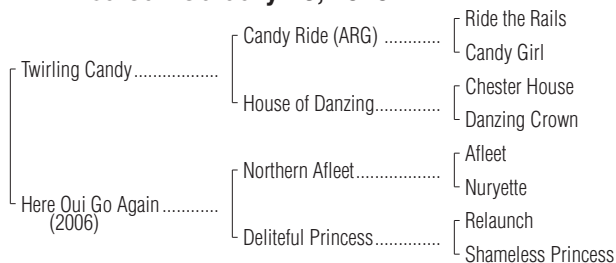 Ride the Rails
Candy Ride (ARG)
Candy Girl
Twirling Candy
Chester House
House of Danzing
Danzing Crown
Afleet
Northern Afleet
Nuryette
Here Oui Go Again
(2006)
Relaunch
Deliteful Princess
Shameless Princess